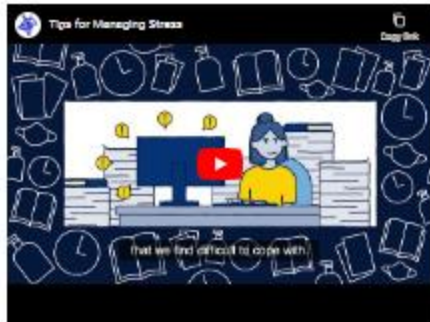 Tips for Managing Stress
Copy link
that we find difficult to cope with